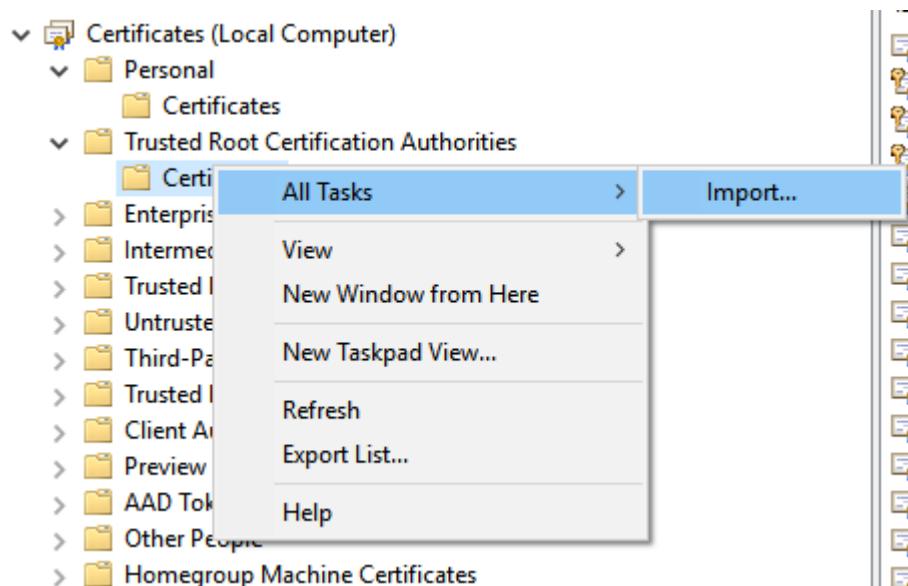 Certificates (Local Computer)
Personal
Certificates
Trusted Root Certification Authorities
Certi
All Tasks
Import...
Enterpris
Intermed
View
Trusted
New Window from Here
Untruste
Third-Pa
New Taskpad View...
Trusted
Refresh
Client Au
Export List...
Preview
AAD Tok
Help
Other People
Homegroup Machine Certificates